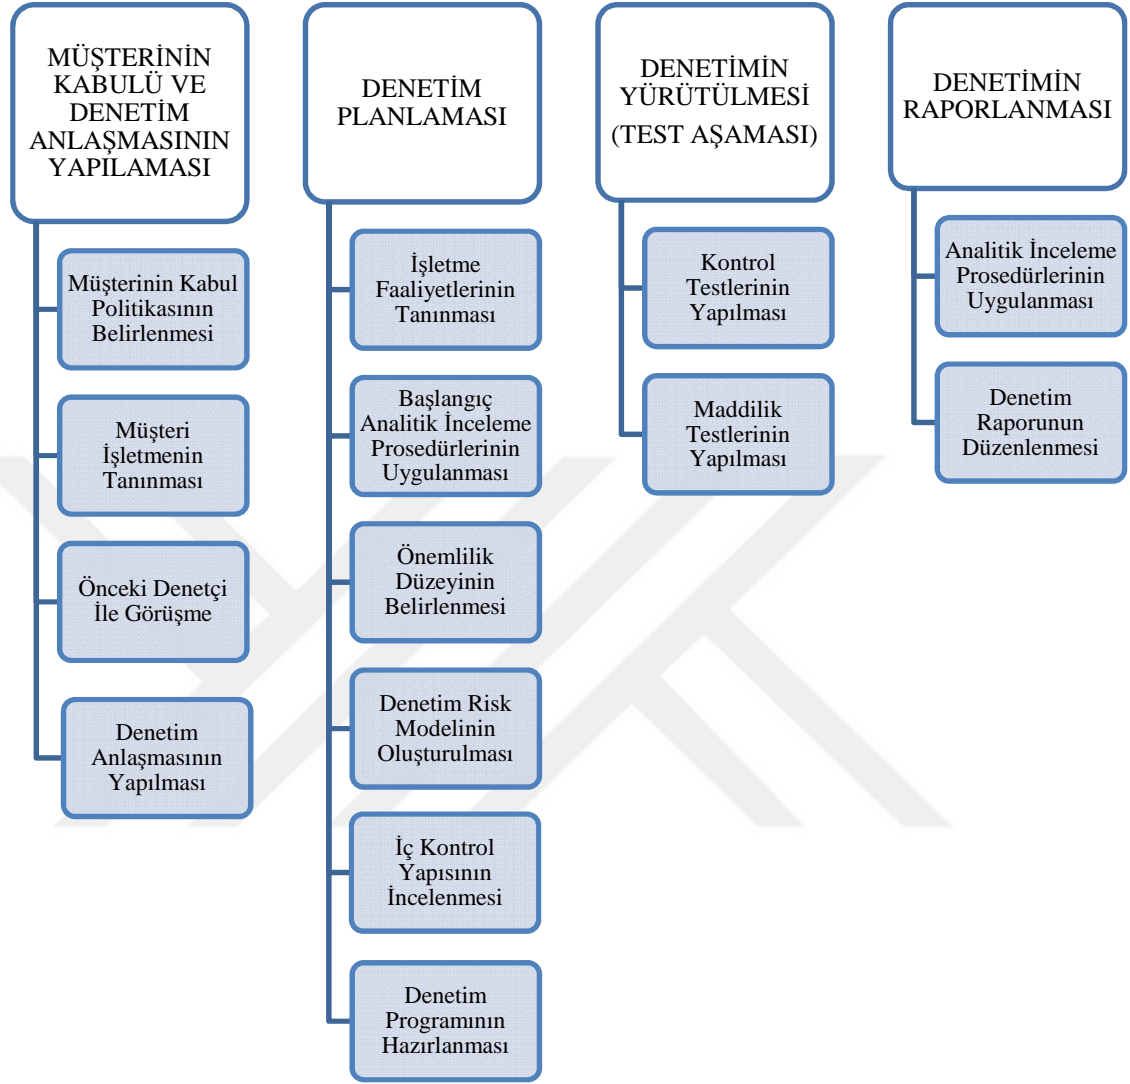 MÜŞTERİNİN
KABULÜ VE
DENETİM
ANLAŞMASININ
YAPILAMASI
Müşterinin Kabul
Politikasının
Belirlenmesi
Müşteri
İşletmenin
Tanınması
Önceki Denetçi
İle Görüşme
Denetim
Anlaşmasının
Yapılması
DENETİM
PLANLAMASI
İşletme
Faaliyetlerinin
Tanınması
Başlangıç
Analitik İnceleme
Prosedürlerinin
Uygulanması
Önemlilik
Düzeyinin
Belirlenmesi
Denetim Risk
Modelinin
Oluşturulması
İç Kontrol
Yapısının
İncelenmesi
Denetim
Programının
Hazırlanması
DENETİMİN
YÜRÜTÜLMESİ
(TEST AŞAMASI)
Kontrol
Testlerinin
Yapılması
Maddilik
Testlerinin
Yapılması
DENETİMİN
RAPORLANMASI
Analitik İnceleme
Prosedürlerinin
Uygulanması
Denetim
Raporunun
Düzenlenmesi